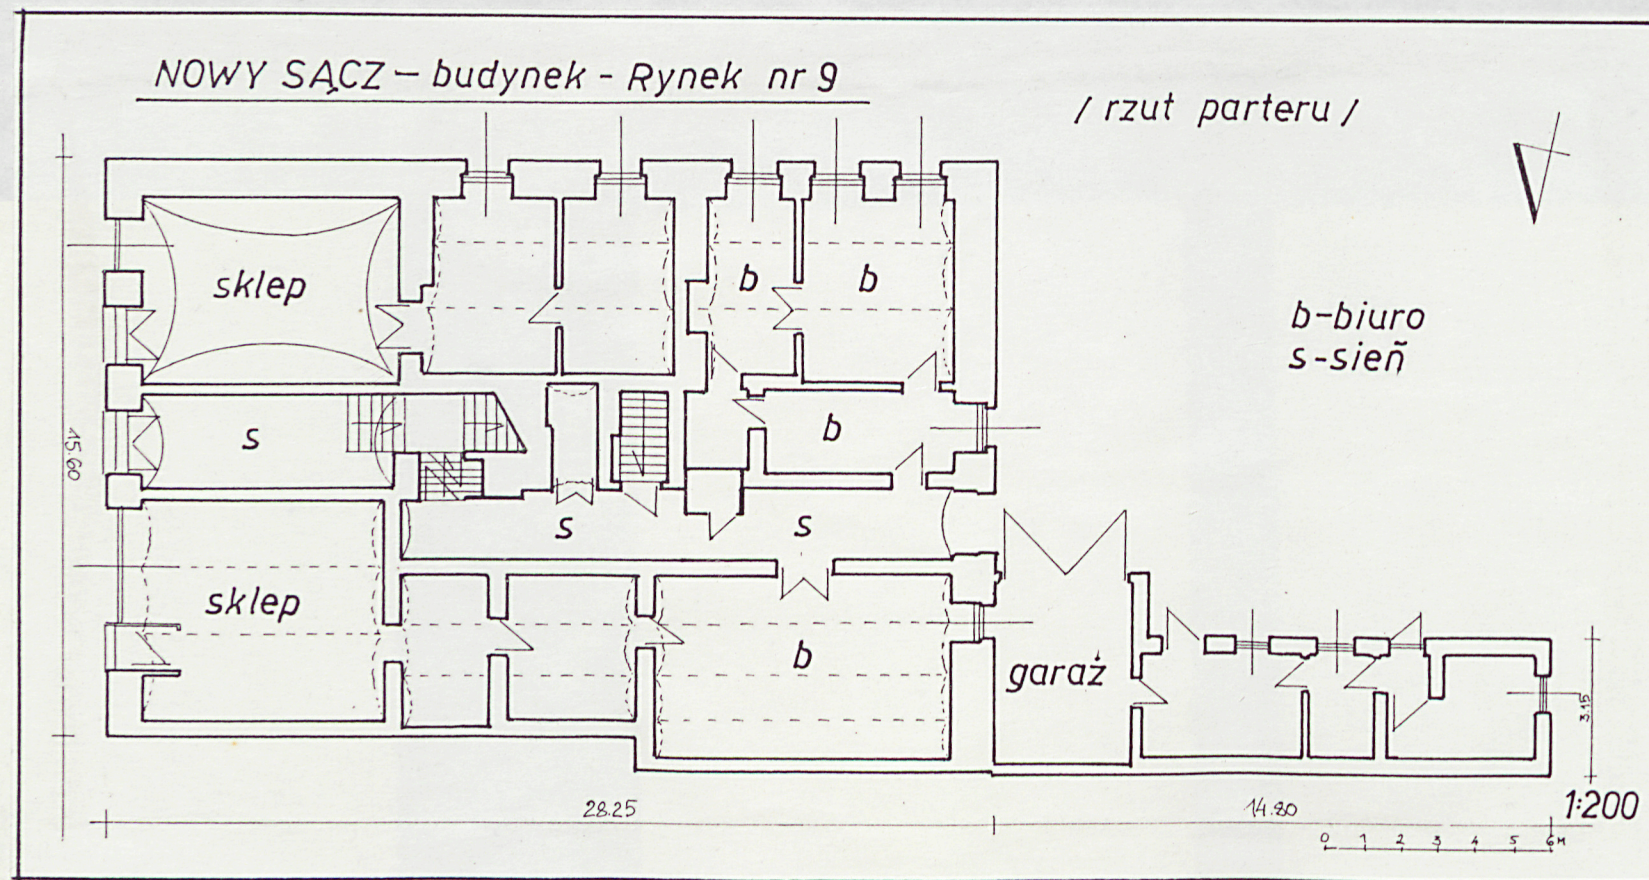 NOWY SĄCZ – budynek - Rynek nr 9
/ rzut parteru /
sklep
b
b
b-biuro
s-sień
s
b
15.60
s
s
sklep
b
garaż
3.15
28.25
14.80
1:200
0 1 2 3 4 5 6M